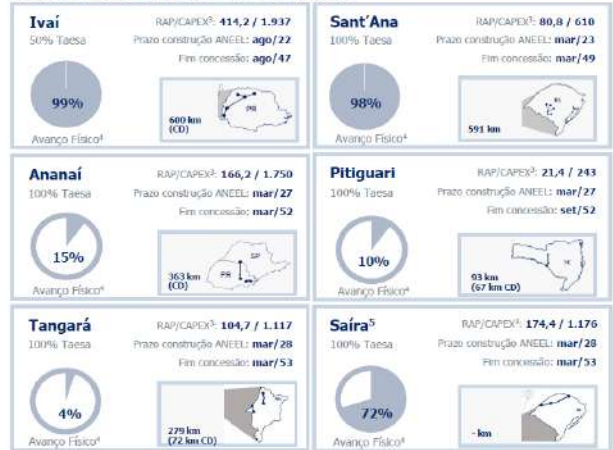 Ivaí
50% Taesa
RAP/CAPEX³: 414,2 / 1.937
Prazo construção ANEEL: ago/22
Fim concessão: ago/47
99%
Avanço Físico⁴
600 km
(CD)
PR
Sant'Ana
100% Taesa
RAP/CAPEX³: 80,8 / 610
Prazo construção ANEEL: mar/23
Fim concessão: mar/49
98%
Avanço Físico⁴
591 km
RS
Ananaí
100% Taesa
RAP/CAPEX³: 166,2 / 1.750
Prazo construção ANEEL: mar/27
Fim concessão: mar/52
15%
Avanço Físico⁴
363 km
(CD)
SP
PR
Pitiguari
100% Taesa
RAP/CAPEX³: 21,4 / 243
Prazo construção ANEEL: mar/27
Fim concessão: set/52
10%
Avanço Físico⁴
93 km
(67 km CD)
SC
Tangará
100% Taesa
RAP/CAPEX³: 104,7 / 1.117
Prazo construção ANEEL: mar/28
Fim concessão: mar/53
4%
Avanço Físico⁴
279 km
(72 km CD)
Saíra⁵
100% Taesa
RAP/CAPEX³: 174,4 / 1.176
Prazo construção ANEEL: mar/28
Fim concessão: mar/53
72%
Avanço Físico⁴
- km